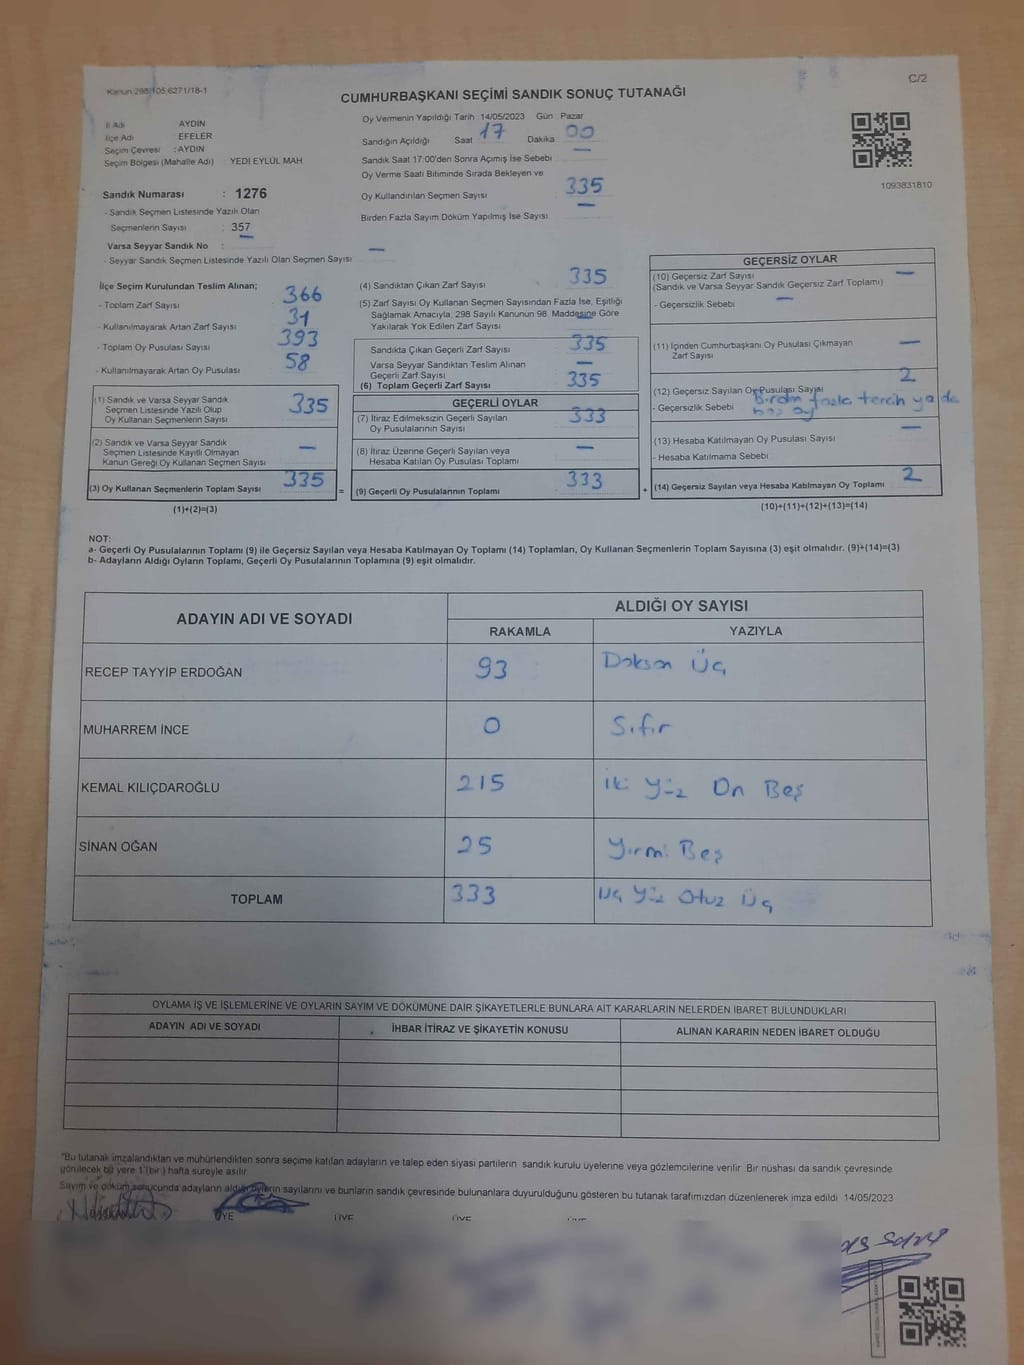 Kanun 298/105 6271/18-1
C/2
CUMHURBAŞKANI SEÇİMİ SANDIK SONUÇ TUTANAĞI
İl Adı AYDIN
İlçe Adı EFELER
Seçim Çevresi : AYDIN
Seçim Bölgesi (Mahalle Adı) YEDİ EYLÜL MAH
Sandık Numarası : 1276
- Sandık Seçmen Listesinde Yazılı Olan
Seçmenlerin Sayısı : 357
Varsa Seyyar Sandık No : —
- Seyyar Sandık Seçmen Listesinde Yazılı Olan Seçmen Sayısı —
Oy Vermenin Yapıldığı Tarih 14/05/2023 Gün : Pazar
Sandığın Açıldığı Saat 17 Dakika 00
Sandık Saat 17:00'den Sonra Açımış İse Sebebi —
Oy Verme Saati Bitiminde Sırada Bekleyen ve
Oy Kullandırılan Seçmen Sayısı 335
Birden Fazla Sayım Döküm Yapılmış İse Sayısı —
1093831810
İlçe Seçim Kurulundan Teslim Alınan;
- Toplam Zarf Sayısı 366
- Kullanılmayarak Artan Zarf Sayısı 31
- Toplam Oy Pusulası Sayısı 393
- Kullanılmayarak Artan Oy Pusulası 58
(1) Sandık ve Varsa Seyyar Sandık
Seçmen Listesinde Yazılı Olup
Oy Kullanan Seçmenlerin Sayısı 335
(2) Sandık ve Varsa Seyyar Sandık
Seçmen Listesinde Kayıtlı Olmayan
Kanun Gereği Oy Kullanan Seçmen Sayısı —
(3) Oy Kullanan Seçmenlerin Toplam Sayısı 335 =
(1)+(2)=(3)
(4) Sandıktan Çıkan Zarf Sayısı 335
(5) Zarf Sayısı Oy Kullanan Seçmen Sayısından Fazla İse, Eşitliği
Sağlamak Amacıyla, 298 Sayılı Kanunun 98. Maddesine Göre
Yakılarak Yok Edilen Zarf Sayısı —
Sandıkta Çıkan Geçerli Zarf Sayısı 335
Varsa Seyyar Sandıktan Teslim Alınan
Geçerli Zarf Sayısı —
(6) Toplam Geçerli Zarf Sayısı 335
GEÇERLİ OYLAR
(7) İtiraz Edilmeksizin Geçerli Sayılan
Oy Pusulalarının Sayısı 333
(8) İtiraz Üzerine Geçerli Sayılan veya
Hesaba Katılan Oy Pusulası Toplamı —
(9) Geçerli Oy Pusulalarının Toplamı 333 +
GEÇERSİZ OYLAR
(10) Geçersiz Zarf Sayısı —
(Sandık ve Varsa Seyyar Sandık Geçersiz Zarf Toplamı)
- Geçersizlik Sebebi —
(11) İçinden Cumhurbaşkanı Oy Pusulası Çıkmayan
Zarf Sayısı —
(12) Geçersiz Sayılan Oy Pusulası Sayısı 2
- Geçersizlik Sebebi Birden fazla tercih ya da
boş oy
(13) Hesaba Katılmayan Oy Pusulası Sayısı —
- Hesaba Katılmama Sebebi
(14) Geçersiz Sayılan veya Hesaba Katılmayan Oy Toplamı 2
(10)+(11)+(12)+(13)=(14)
NOT:
a- Geçerli Oy Pusulalarının Toplamı (9) ile Geçersiz Sayılan veya Hesaba Katılmayan Oy Toplamı (14) Toplamları, Oy Kullanan Seçmenlerin Toplam Sayısına (3) eşit olmalıdır. (9)+(14)=(3)
b- Adayların Aldığı Oyların Toplamı, Geçerli Oy Pusulalarının Toplamına (9) eşit olmalıdır.
ADAYIN ADI VE SOYADI ALDIĞI OY SAYISI
RAKAMLA YAZIYLA
RECEP TAYYİP ERDOĞAN 93 Doksan Üç
MUHARREM İNCE 0 Sıfır
KEMAL KILIÇDAROĞLU 215 İki Yüz On Beş
SİNAN OĞAN 25 Yirmi Beş
TOPLAM 333 Üç Yüz Otuz Üç
OYLAMA İŞ VE İŞLEMLERİNE VE OYLARIN SAYIM VE DÖKÜMÜNE DAİR ŞİKAYETLERLE BUNLARA AİT KARARLARIN NELERDEN İBARET BULUNDUKLARI
ADAYIN ADI VE SOYADI İHBAR İTİRAZ VE ŞİKAYETİN KONUSU ALINAN KARARIN NEDEN İBARET OLDUĞU
"Bu tutanak imzalandıktan ve mühürlendikten sonra seçime katılan adayların ve talep eden siyasi partilerin sandık kurulu üyelerine veya gözlemcilerine verilir. Bir nüshası da sandık çevresinde
görülecek bir yere 1 (bir) hafta süreyle asılır.
Sayım ve döküm sonucunda adayların aldığı oyların sayılarını ve bunların sandık çevresinde bulunanlara duyurulduğunu gösteren bu tutanak tarafımızdan düzenlenerek imza edildi 14/05/2023
ÜYE ÜYE ÜYE ÜYE